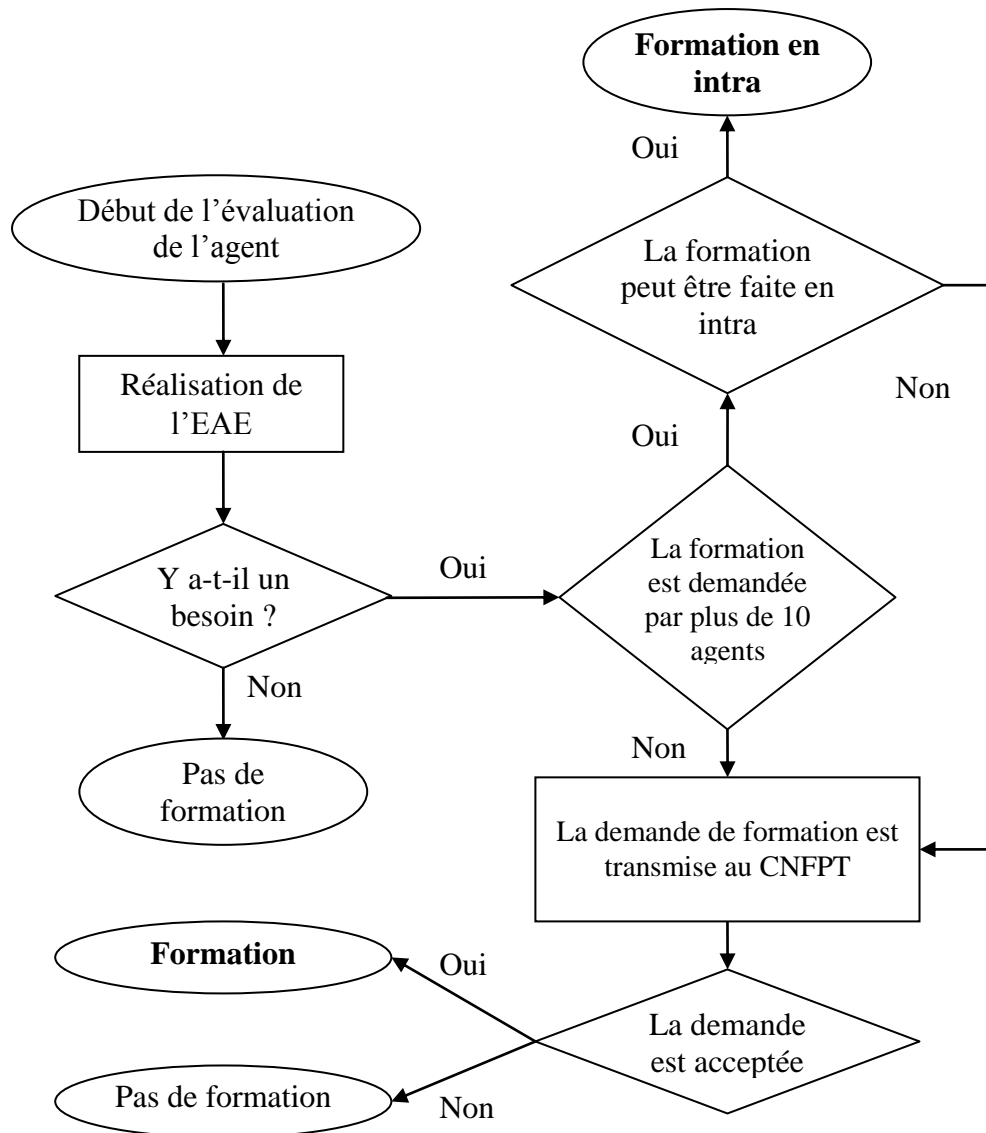 Formation en
intra
Oui
Début de l’évaluation
de l’agent
La formation
peut être faite en
intra
Réalisation de
l’EAE
Non
Oui
Y a-t-il un
besoin ?
Oui
La formation
est demandée
par plus de 10
agents
Non
Non
Pas de
formation
La demande de formation est
transmise au CNFPT
Formation
Oui
La demande
est acceptée
Pas de formation
Non